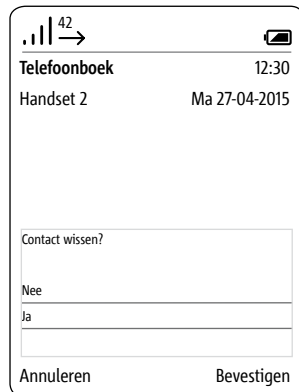 42
Telefoonboek 12:30
Handset 2 Ma 27-04-2015
Contact wissen?
Nee
Ja
Annuleren Bevestigen